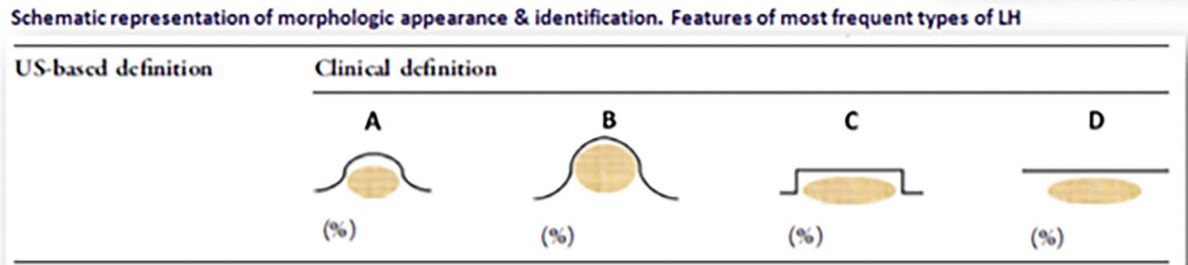 Schematic representation of morphologic appearance & identification. Features of most frequent types of LH
US-based definition Clinical definition
A B C D
(%) (%) (%) (%)